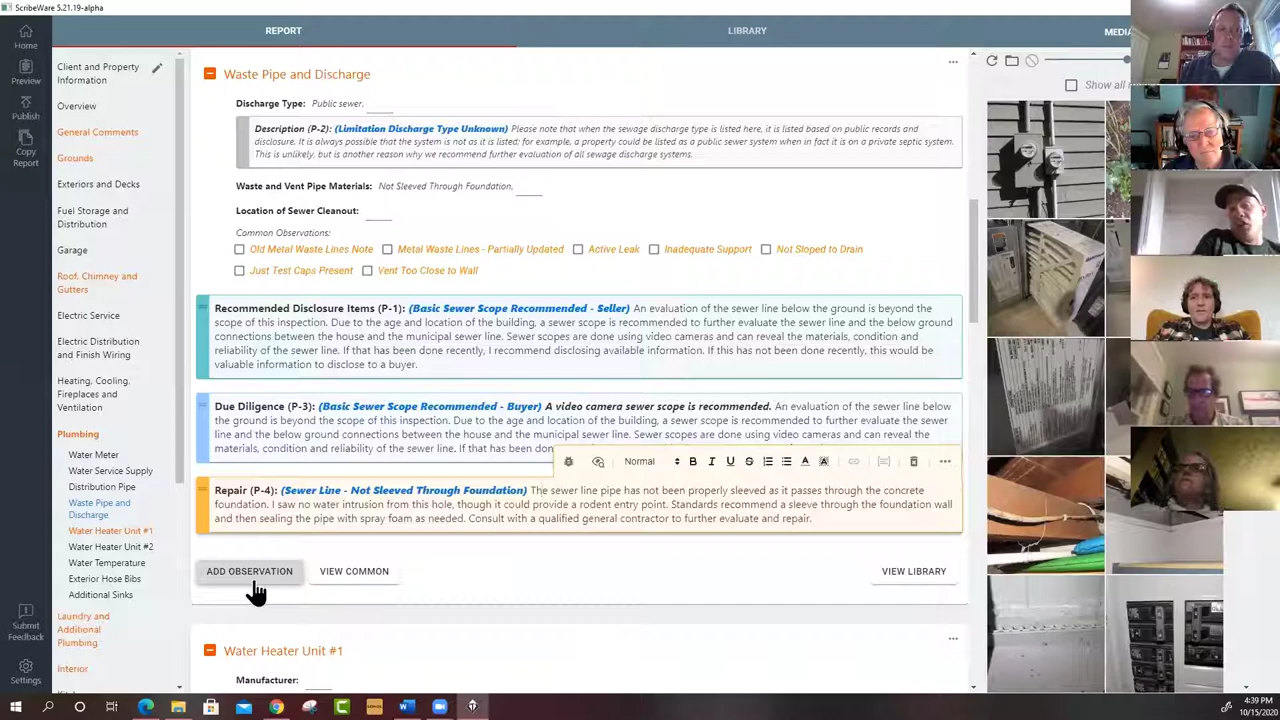 ScribeWare 5.21.19-alpha
REPORT
LIBRARY
MEDIA
Home
Preview
Publish
Copy
Report
Submit
Feedback
Settings
Client and Property
Information
Overview
General Comments
Grounds
Exteriors and Decks
Fuel Storage and
Distribution
Garage
Roof, Chimney and
Gutters
Electric Service
Electric Distribution
and Finish Wiring
Heating, Cooling,
Fireplaces and
Ventilation
Plumbing
Water Meter
Water Service Supply
Distribution Pipe
Waste Pipe and
Discharge
Water Heater Unit #1
Water Heater Unit #2
Water Temperature
Exterior Hose Bibs
Additional Sinks
Laundry and
Additional
Plumbing
Interior
Waste Pipe and Discharge
Discharge Type: Public sewer,
Description (P-2): (Limitation Discharge Type Unknown) Please note that when the sewage discharge type is listed here, it is listed based on public records and
disclosure. It is always possible that the system is not as it is listed; for example, a property could be listed as a public sewer system when in fact it is on a private septic system.
This is unlikely, but is another reason why we recommend further evaluation of all sewage discharge systems.
Waste and Vent Pipe Materials: Not Sleeved Through Foundation,
Location of Sewer Cleanout:
Common Observations:
Old Metal Waste Lines Note Metal Waste Lines - Partially Updated Active Leak Inadequate Support Not Sloped to Drain
Just Test Caps Present Vent Too Close to Wall
Recommended Disclosure Items (P-1): (Basic Sewer Scope Recommended - Seller) An evaluation of the sewer line below the ground is beyond the
scope of this inspection. Due to the age and location of the building, a sewer scope is recommended to further evaluate the sewer line and the below ground
connections between the house and the municipal sewer line. Sewer scopes are done using video cameras and can reveal the materials, condition and
reliability of the sewer line. If that has been done recently, I recommend disclosing available information. If this has not been done recently, this would be
valuable information to disclose to a buyer.
Due Diligence (P-3): (Basic Sewer Scope Recommended - Buyer) A video camera sewer scope is recommended. An evaluation of the sewer line below
the ground is beyond the scope of this inspection. Due to the age and location of the building, a sewer scope is recommended to further evaluate the sewer
line and the below ground connections between the house and the municipal sewer line. Sewer scopes are done using video cameras and can reveal the
materials, condition and reliability of the sewer line. If that has been don
Normal B I U S A
Repair (P-4): (Sewer Line - Not Sleeved Through Foundation) The sewer line pipe has not been properly sleeved as it passes through the concrete
foundation. I saw no water intrusion from this hole, though it could provide a rodent entry point. Standards recommend a sleeve through the foundation wall
and then sealing the pipe with spray foam as needed. Consult with a qualified general contractor to further evaluate and repair.
ADD OBSERVATION VIEW COMMON VIEW LIBRARY
Water Heater Unit #1
Manufacturer:
Show all
4:39 PM
10/15/2020